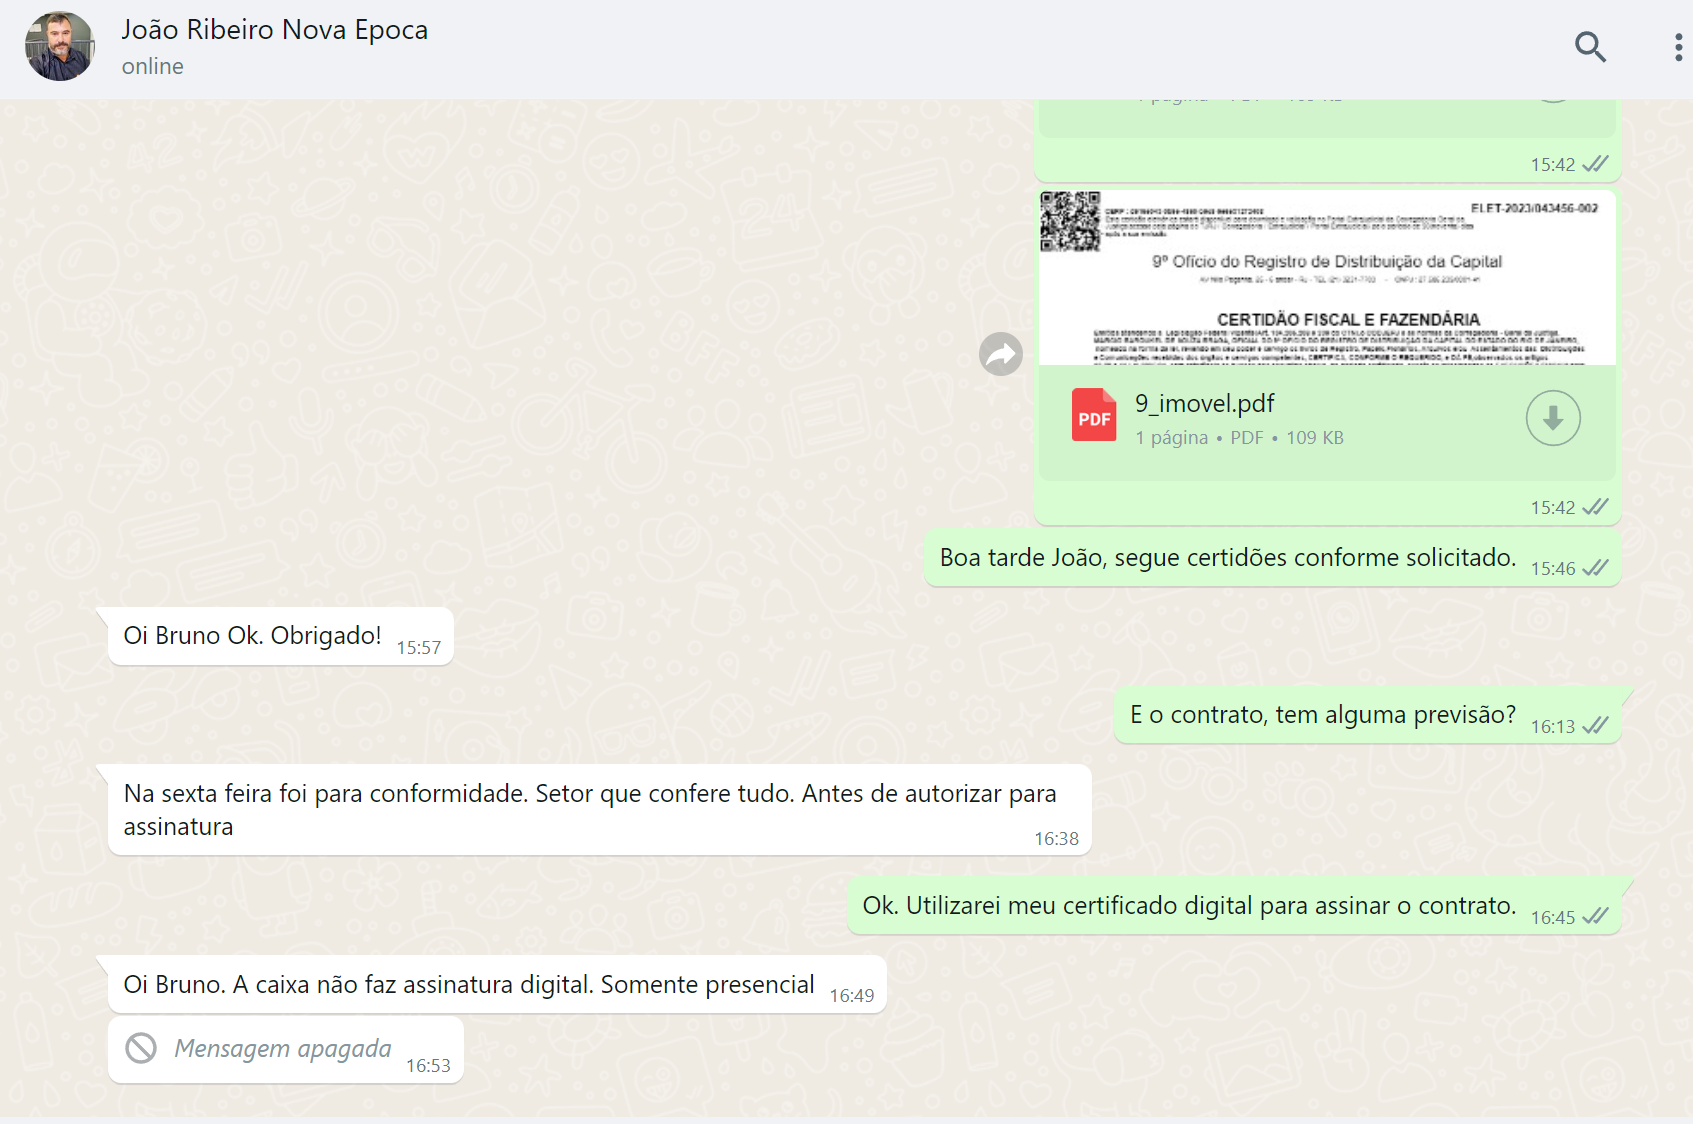 João Ribeiro Nova Epoca
online
15:42
ELET-2023/043456-002
9º Ofício do Registro de Distribuição da Capital
CERTIDÃO FISCAL E FAZENDÁRIA
PDF
9_imovel.pdf
1 página • PDF • 109 KB
15:42
Boa tarde João, segue certidões conforme solicitado. 15:46
Oi Bruno Ok. Obrigado! 15:57
E o contrato, tem alguma previsão? 16:13
Na sexta feira foi para conformidade. Setor que confere tudo. Antes de autorizar para
assinatura
16:38
Ok. Utilizarei meu certificado digital para assinar o contrato. 16:45
Oi Bruno. A caixa não faz assinatura digital. Somente presencial 16:49
Mensagem apagada 16:53